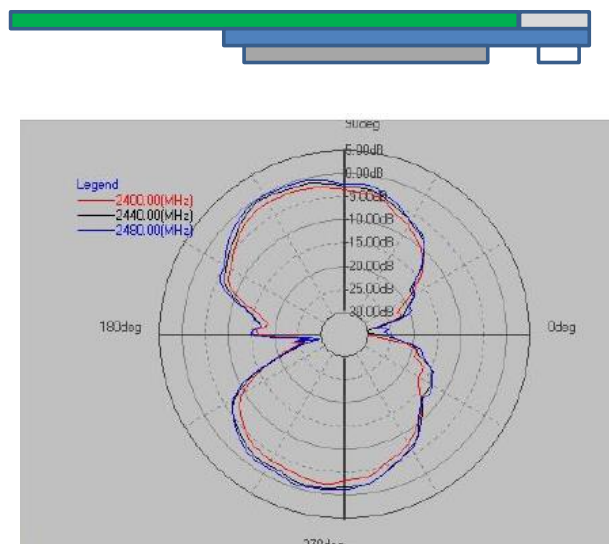 90deg
5.00dB
0.00dB
Legend
-5.00dB
2400.00(MHz)
2440.00(MHz)
-10.00dB
2480.00(MHz)
-15.00dB
-20.00dB
-25.00dB
-30.00dB
180deg
0deg
270deg